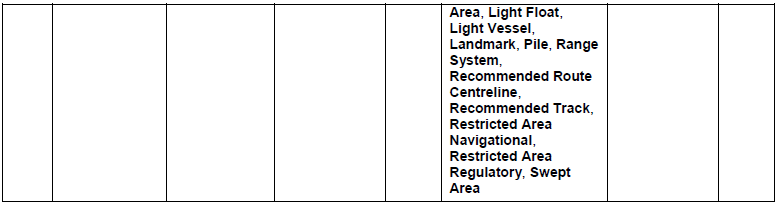 Area, Light Float,
Light Vessel,
Landmark, Pile, Range
System,
Recommended Route
Centreline,
Recommended Track,
Restricted Area
Navigational,
Restricted Area
Regulatory, Swept
Area